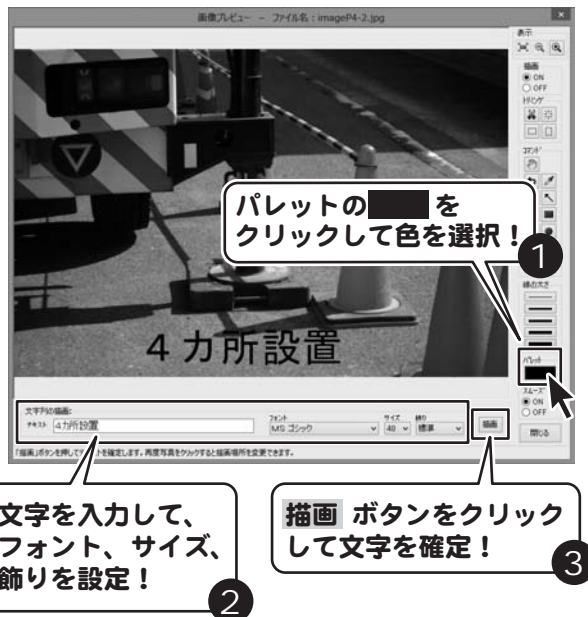 画像プレビュー － ファイル名：imageP4-2.jpg
表示
描画
ON
OFF
トリミング
コマンド
パレットの を
クリックして色を選択！
1
線の太さ
4カ所設置
パレット
スムーズ
ON
OFF
文字列の描画：
テキスト 4カ所設置
フォント
MS ゴシック
サイズ
40
飾り
標準
描画
閉じる
「描画」ボタンを押して
トを確定します。再度写真をクリックすると描画場所を変更できます。
文字を入力して、
フォント、サイズ、
飾りを設定！
2
描画 ボタンをクリック
して文字を確定！
3